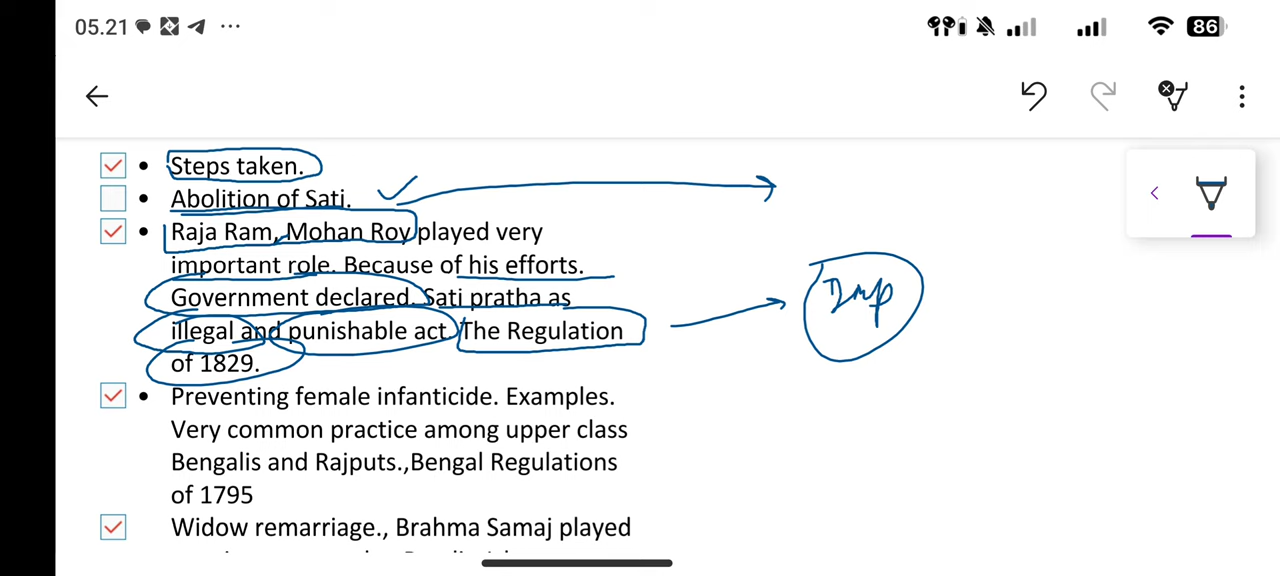 05.21
86
Steps taken.
Abolition of Sati.
Raja Ram, Mohan Roy played very
important role. Because of his efforts.
Government declared. Sati pratha as
illegal and punishable act. The Regulation
of 1829.
Imp
Preventing female infanticide. Examples.
Very common practice among upper class
Bengalis and Rajputs.,Bengal Regulations
of 1795
Widow remarriage., Brahma Samaj played